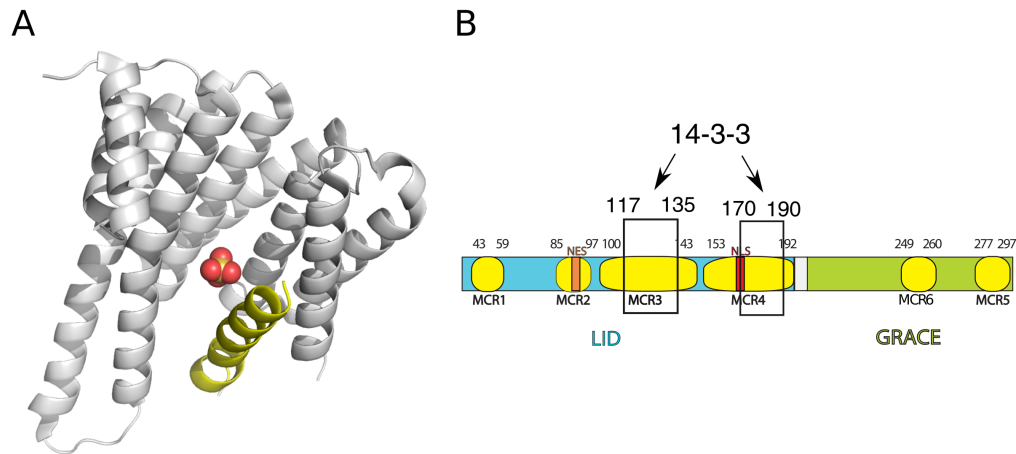 A
B
14-3-3
117 135 170 190
43 59 85 97 100 143 153 192 249 260 277 297
NES NLS
MCR1 MCR2 MCR3 MCR4 MCR6 MCR5
LID GRACE